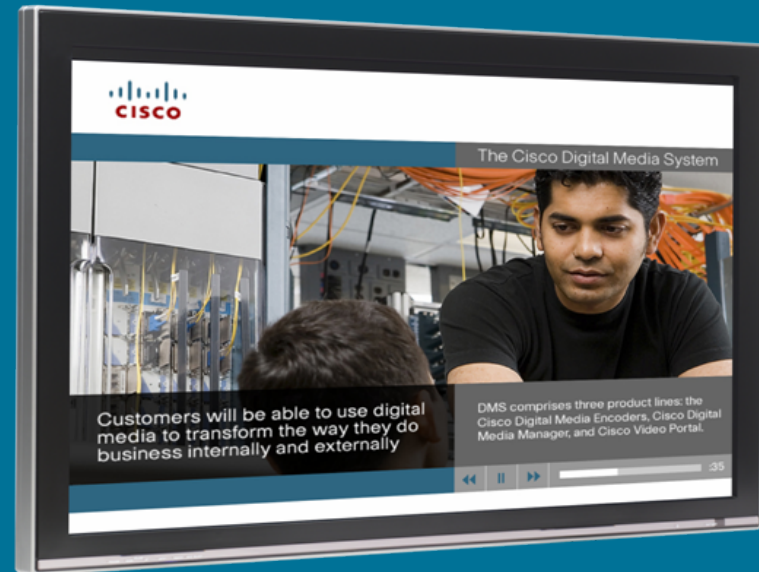 CISCO
The Cisco Digital Media System
Customers will be able to use digital
media to transform the way they do
business internally and externally
DMS comprises three product lines: the
Cisco Digital Media Encoders, Cisco Digital
Media Manager, and Cisco Video Portal.
:35